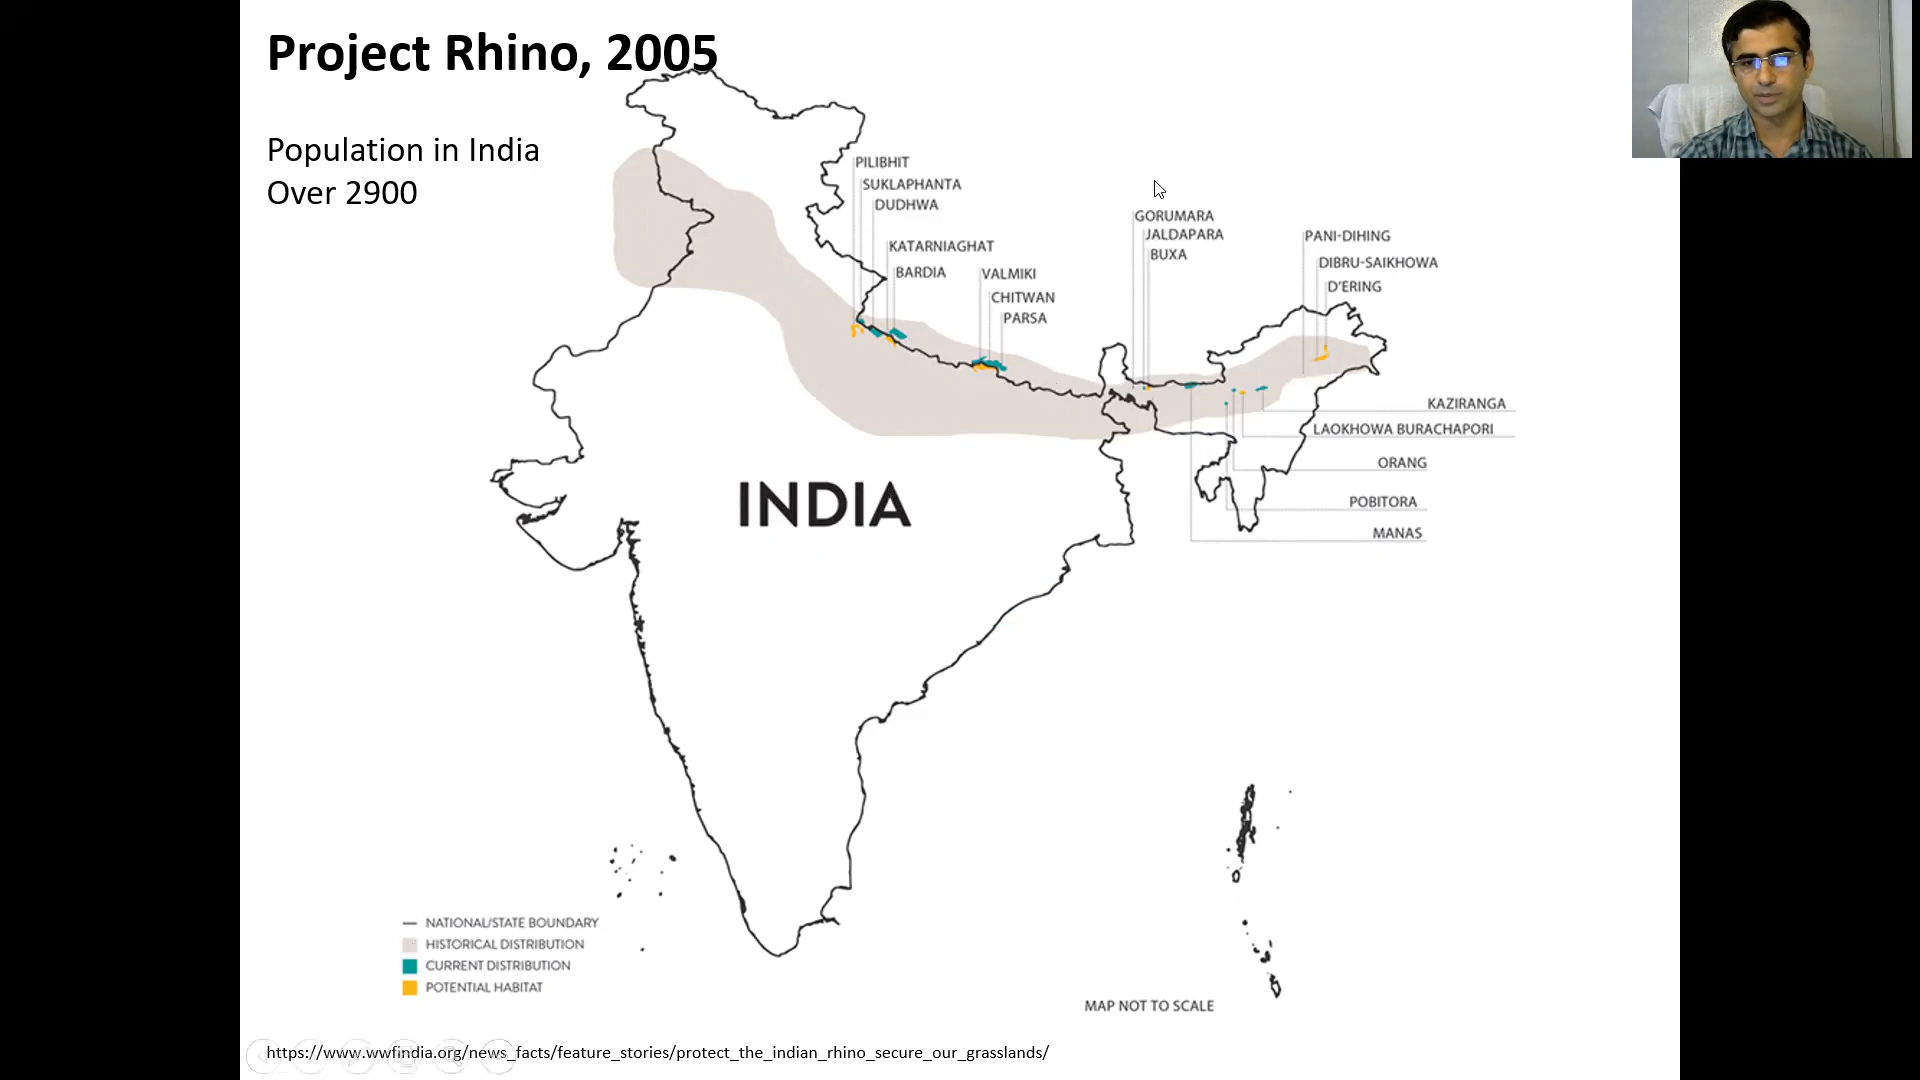 Project Rhino, 2005
Population in India
Over 2900
PILIBHIT
SUKLAPHANTA
DUDHWA
KATARNIAGHAT
BARDIA
VALMIKI
CHITWAN
PARSA
GORUMARA
JALDAPARA
BUXA
PANI-DIHING
DIBRU-SAIKHOWA
D'ERING
KAZIRANGA
LAOKHOWA BURACHAPORI
ORANG
POBITORA
MANAS
INDIA
NATIONAL/STATE BOUNDARY
HISTORICAL DISTRIBUTION
CURRENT DISTRIBUTION
POTENTIAL HABITAT
MAP NOT TO SCALE
https://www.wwfindia.org/news_facts/feature_stories/protect_the_indian_rhino_secure_our_grasslands/